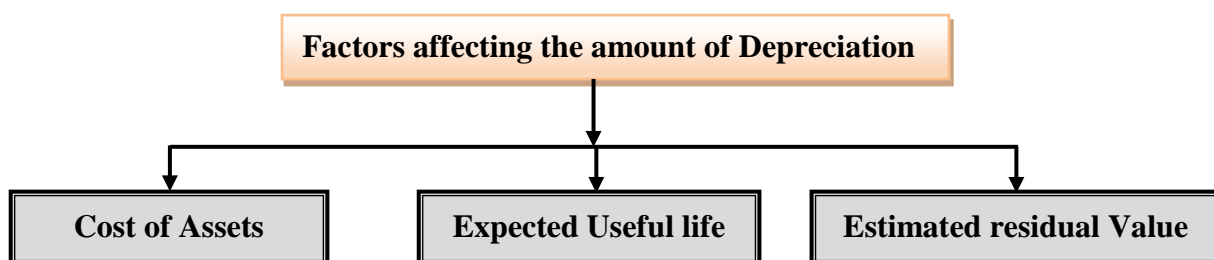 Factors affecting the amount of Depreciation
Cost of Assets
Expected Useful life
Estimated residual Value